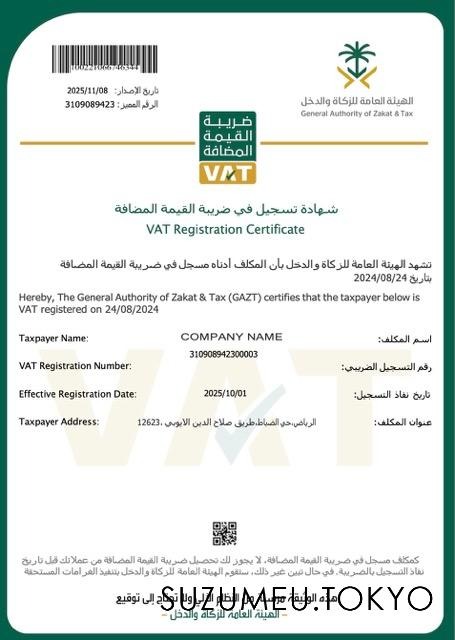 100221066746344
تاريخ الإصدار: 2025/11/08
الرقم المميز: 3109089423
الهيئة العامة للزكاة والدخل
General Authority of Zakat & Tax
ضريبة
القيمة
المضافة
VAT
شهادة تسجيل في ضريبة القيمة المضافة
VAT Registration Certificate
تشهد الهيئة العامة للزكاة والدخل بأن المكلف أدناه مسجل في ضريبة القيمة المضافة
بتاريخ 2024/08/24
Hereby, The General Authority of Zakat & Tax (GAZT) certifies that the taxpayer below is
VAT registered on 24/08/2024
Taxpayer Name: COMPANY NAME اسم المكلف:
VAT Registration Number: 310908942300003 رقم التسجيل الضريبي:
Effective Registration Date: 2025/10/01 تاريخ نفاذ التسجيل:
Taxpayer Address: الرياض،حي الضباط،طريق صلاح الدين الايوبي ،12623 عنوان المكلف:
VAT
كمكلف مسجل في ضريبة القيمة المضافة، لا يجوز لك تحصيل ضريبة القيمة المضافة من عملائك قبل تاريخ
نفاذ التسجيل بالضريبة. في حال تبين غير ذلك، ستقوم الهيئة العامة للزكاة والدخل بتنفيذ الغرامات المستحقة
هذه الوثيقة مرسلة من النظام الآلي ولا تحتاج إلى توقيع
– الهيئة العامة للزكاة والدخل –
SUZUMEU.TOKYO